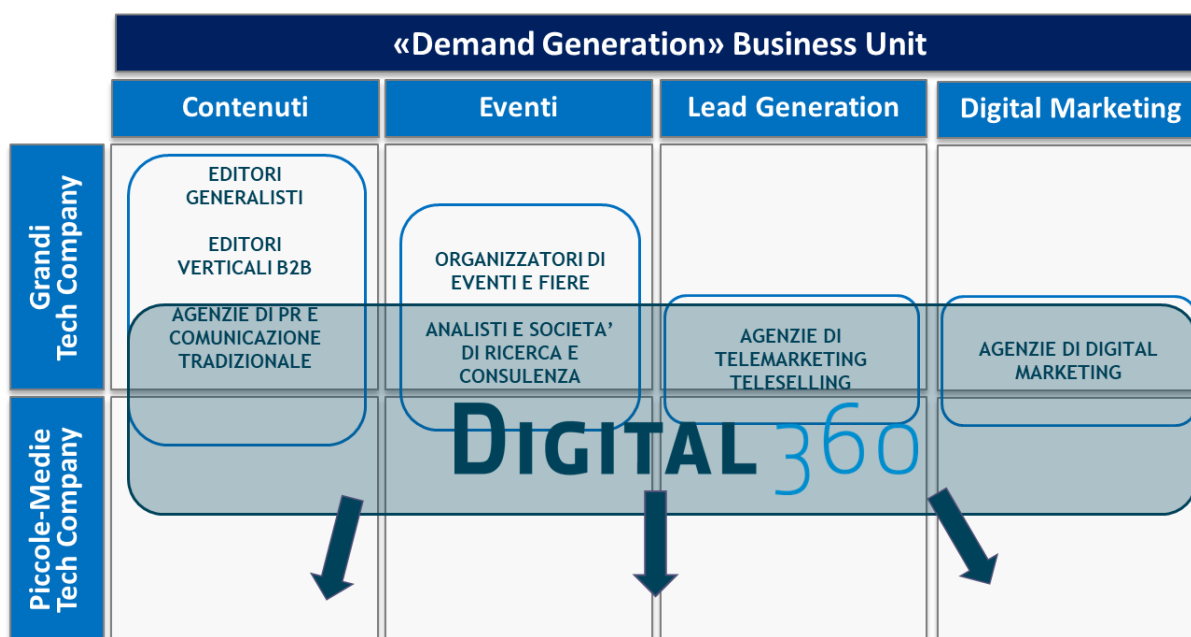 «Demand Generation» Business Unit
Contenuti
Eventi
Lead Generation
Digital Marketing
Grandi
Tech Company
EDITORI
GENERALISTI
EDITORI
VERTICALI B2B
AGENZIE DI PR E
COMUNICAZIONE
TRADIZIONALE
ORGANIZZATORI DI
EVENTI E FIERE
ANALISTI E SOCIETA’
DI RICERCA E
CONSULENZA
AGENZIE DI
TELEMARKETING
TELESELLING
AGENZIE DI DIGITAL
MARKETING
DIGITAL 360
Piccole-Medie
Tech Company